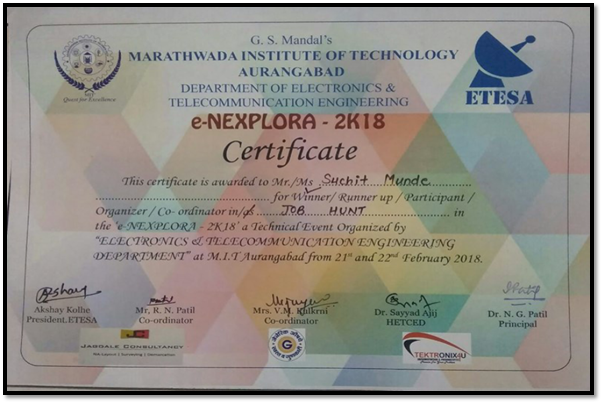 G. S. Mandal's
MARATHWADA INSTITUTE OF TECHNOLOGY
AURANGABAD
DEPARTMENT OF ELECTRONICS &
TELECOMMUNICATION ENGINEERING
Quest for Excellence
ETESA
e-NEXPLORA - 2K18
Certificate
This certificate is awarded to Mr./Ms Suchit Munde
for Winner/ Runner up / Participant /
Organizer / Co- ordinator in/as JOB HUNT in
the 'e-NEXPLORA - 2K18' a Technical Event Organized by
"ELECTRONICS & TELECOMMUNICATION ENGINEERING
DEPARTMENT" at M.I.T Aurangabad from 21st and 22nd February 2018.
Akshay Kolhe
President.ETESA
Mr. R. N. Patil
Co-ordinator
Mrs. V.M. Kulkrni
Co-ordinator
Dr. Sayyad Ajij
HETCED
Dr. N. G. Patil
Principal
JABGALE CONSULTANCY
TEKTRONIX4U